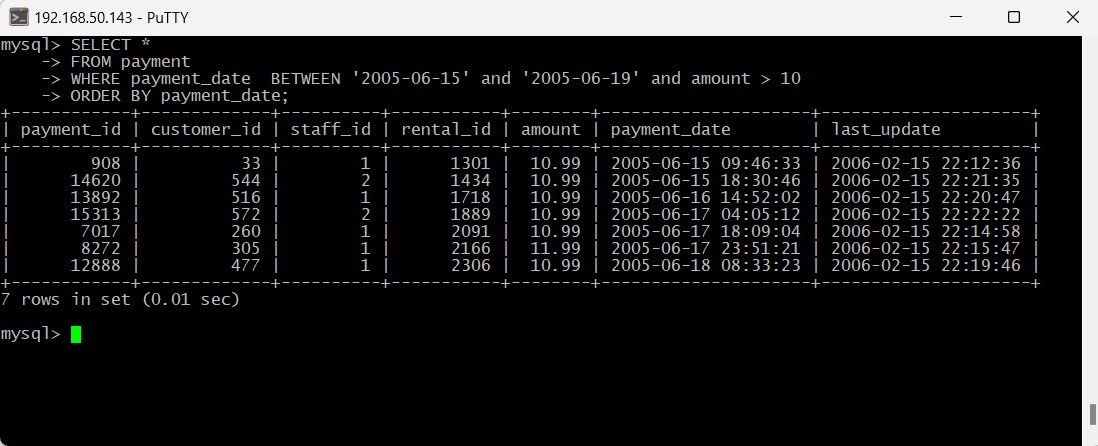 192.168.50.143 - PuTTY
mysql> SELECT *
    -> FROM payment
    -> WHERE payment_date  BETWEEN '2005-06-15' and '2005-06-19' and amount > 10
    -> ORDER BY payment_date;
+------------+-------------+----------+-----------+--------+---------------------+---------------------+
| payment_id | customer_id | staff_id | rental_id | amount | payment_date        | last_update         |
+------------+-------------+----------+-----------+--------+---------------------+---------------------+
|        908 |          33 |        1 |      1301 |  10.99 | 2005-06-15 09:46:33 | 2006-02-15 22:12:36 |
|      14620 |         544 |        2 |      1434 |  10.99 | 2005-06-15 18:30:46 | 2006-02-15 22:21:35 |
|      13892 |         516 |        1 |      1718 |  10.99 | 2005-06-16 14:52:02 | 2006-02-15 22:20:47 |
|      15313 |         572 |        2 |      1889 |  10.99 | 2005-06-17 04:05:12 | 2006-02-15 22:22:22 |
|       7017 |         260 |        1 |      2091 |  10.99 | 2005-06-17 18:09:04 | 2006-02-15 22:14:58 |
|       8272 |         305 |        1 |      2166 |  11.99 | 2005-06-17 23:51:21 | 2006-02-15 22:15:47 |
|      12888 |         477 |        1 |      2306 |  10.99 | 2005-06-18 08:33:23 | 2006-02-15 22:19:46 |
+------------+-------------+----------+-----------+--------+---------------------+---------------------+
7 rows in set (0.01 sec)
mysql>